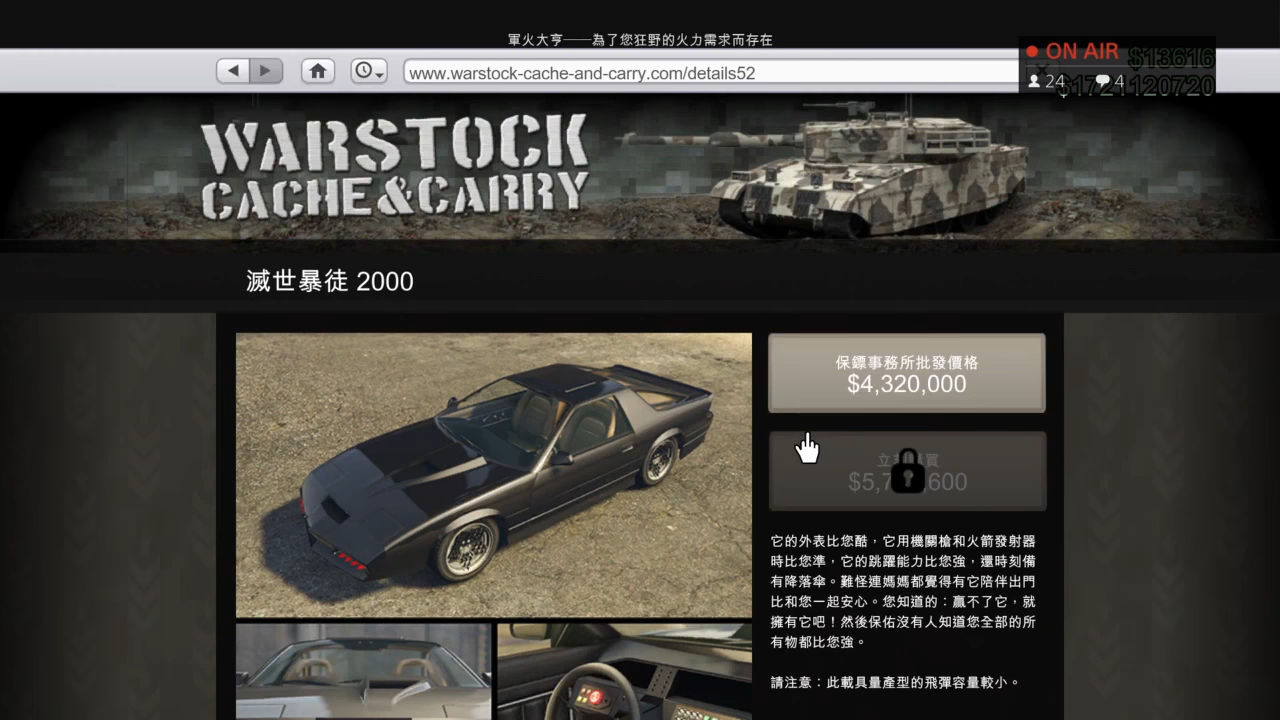 軍火大亨——為了您狂野的火力需求而存在
ON AIR
$13616
www.warstock-cache-and-carry.com/details52
24
4
$1721120720
WARSTOCK
CACHE&CARRY
滅世暴徒 2000
保鏢事務所批發價格
$4,320,000
它的外表比您酷，它用機關槍和火箭發射器
時比您準，它的跳躍能力比您強，還時刻備
有降落傘。難怪連媽媽都覺得有它陪伴出門
比和您一起安心。您知道的：贏不了它，就
擁有它吧！然後保佑沒有人知道您全部的所
有物都比您強。
請注意：此載具量產型的飛彈容量較小。